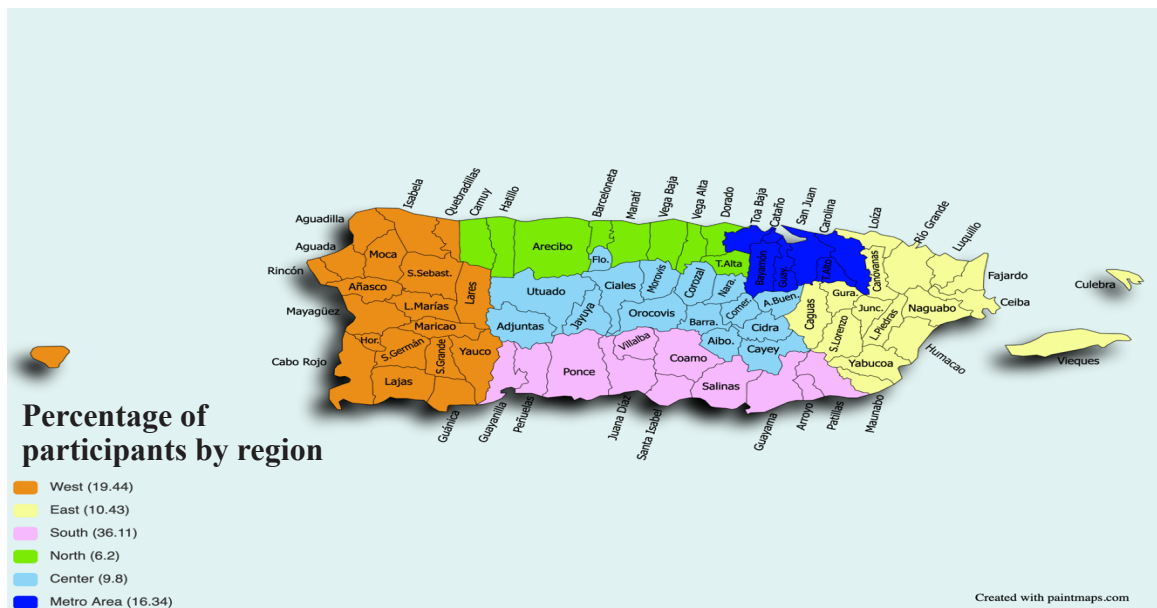 Isabela
Quebradillas
Camuy
Hatillo
Barceloneta
Manatí
Vega Baja
Vega Alta
Dorado
Toa Baja
Cataño
San Juan
Carolina
Loíza
Río Grande
Luquillo
Aguadilla
Aguada
Rincón
Mayagüez
Cabo Rojo
Moca
S.Sebast.
Añasco
L.Marías
Lares
Maricao
Hor.
S.Germán
S.Grande
Yauco
Lajas
Guánica
Arecibo
Flo.
T.Alta
Utuado
Ciales
Morovis
Corozal
Nara.
Adjuntas
Jayuya
Orocovis
Barra.
Comer.
A.Buen.
Cidra
Aibo.
Cayey
Bayamón
Guay.
T.Alto
Canóvanas
Caguas
Gura.
Junc.
S.Lorenzo
L.Piedras
Naguabo
Yabucoa
Humacao
Fajardo
Ceiba
Culebra
Vieques
Villalba
Ponce
Coamo
Salinas
Guayanilla
Peñuelas
Juana Díaz
Santa Isabel
Guayama
Arroyo
Patillas
Maunabo
Percentage of
participants by region
West (19.44)
East (10.43)
South (36.11)
North (6.2)
Center (9.8)
Metro Area (16.34)
Created with paintmaps.com